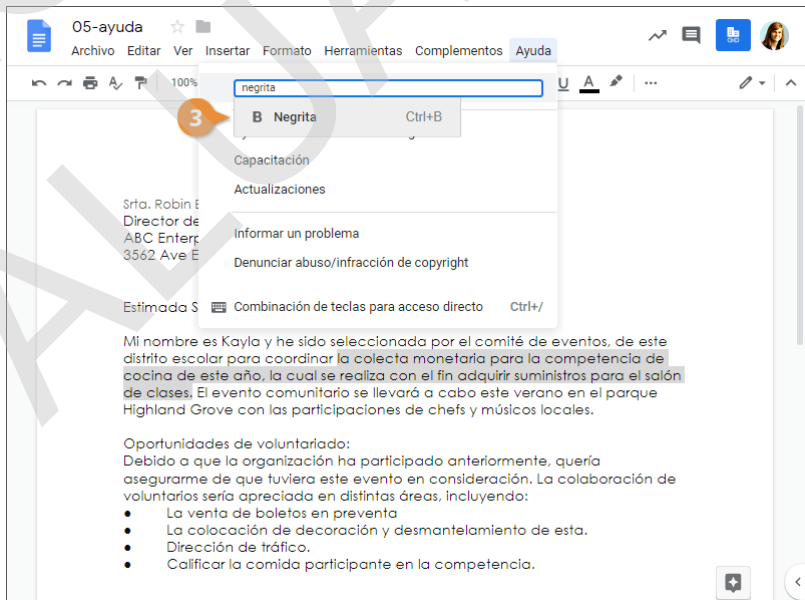 05-ayuda
Archivo Editar Ver Insertar Formato Herramientas Complementos Ayuda
100%
negrita
U A
3
B Negrita Ctrl+B
Capacitación
Actualizaciones
Informar un problema
Denunciar abuso/infracción de copyright
Combinación de teclas para acceso directo Ctrl+/
Srta. Robin
Director de
ABC Enterp
3562 Ave E
Estimada S
Mi nombre es Kayla y he sido seleccionada por el comité de eventos, de este
distrito escolar para coordinar la colecta monetaria para la competencia de
cocina de este año, la cual se realiza con el fin adquirir suministros para el salón
de clases. El evento comunitario se llevará a cabo este verano en el parque
Highland Grove con las participaciones de chefs y músicos locales.
Oportunidades de voluntariado:
Debido a que la organización ha participado anteriormente, quería
asegurarme de que tuviera este evento en consideración. La colaboración de
voluntarios sería apreciada en distintas áreas, incluyendo:
● La venta de boletos en preventa
● La colocación de decoración y desmantelamiento de esta.
● Dirección de tráfico.
● Calificar la comida participante en la competencia.